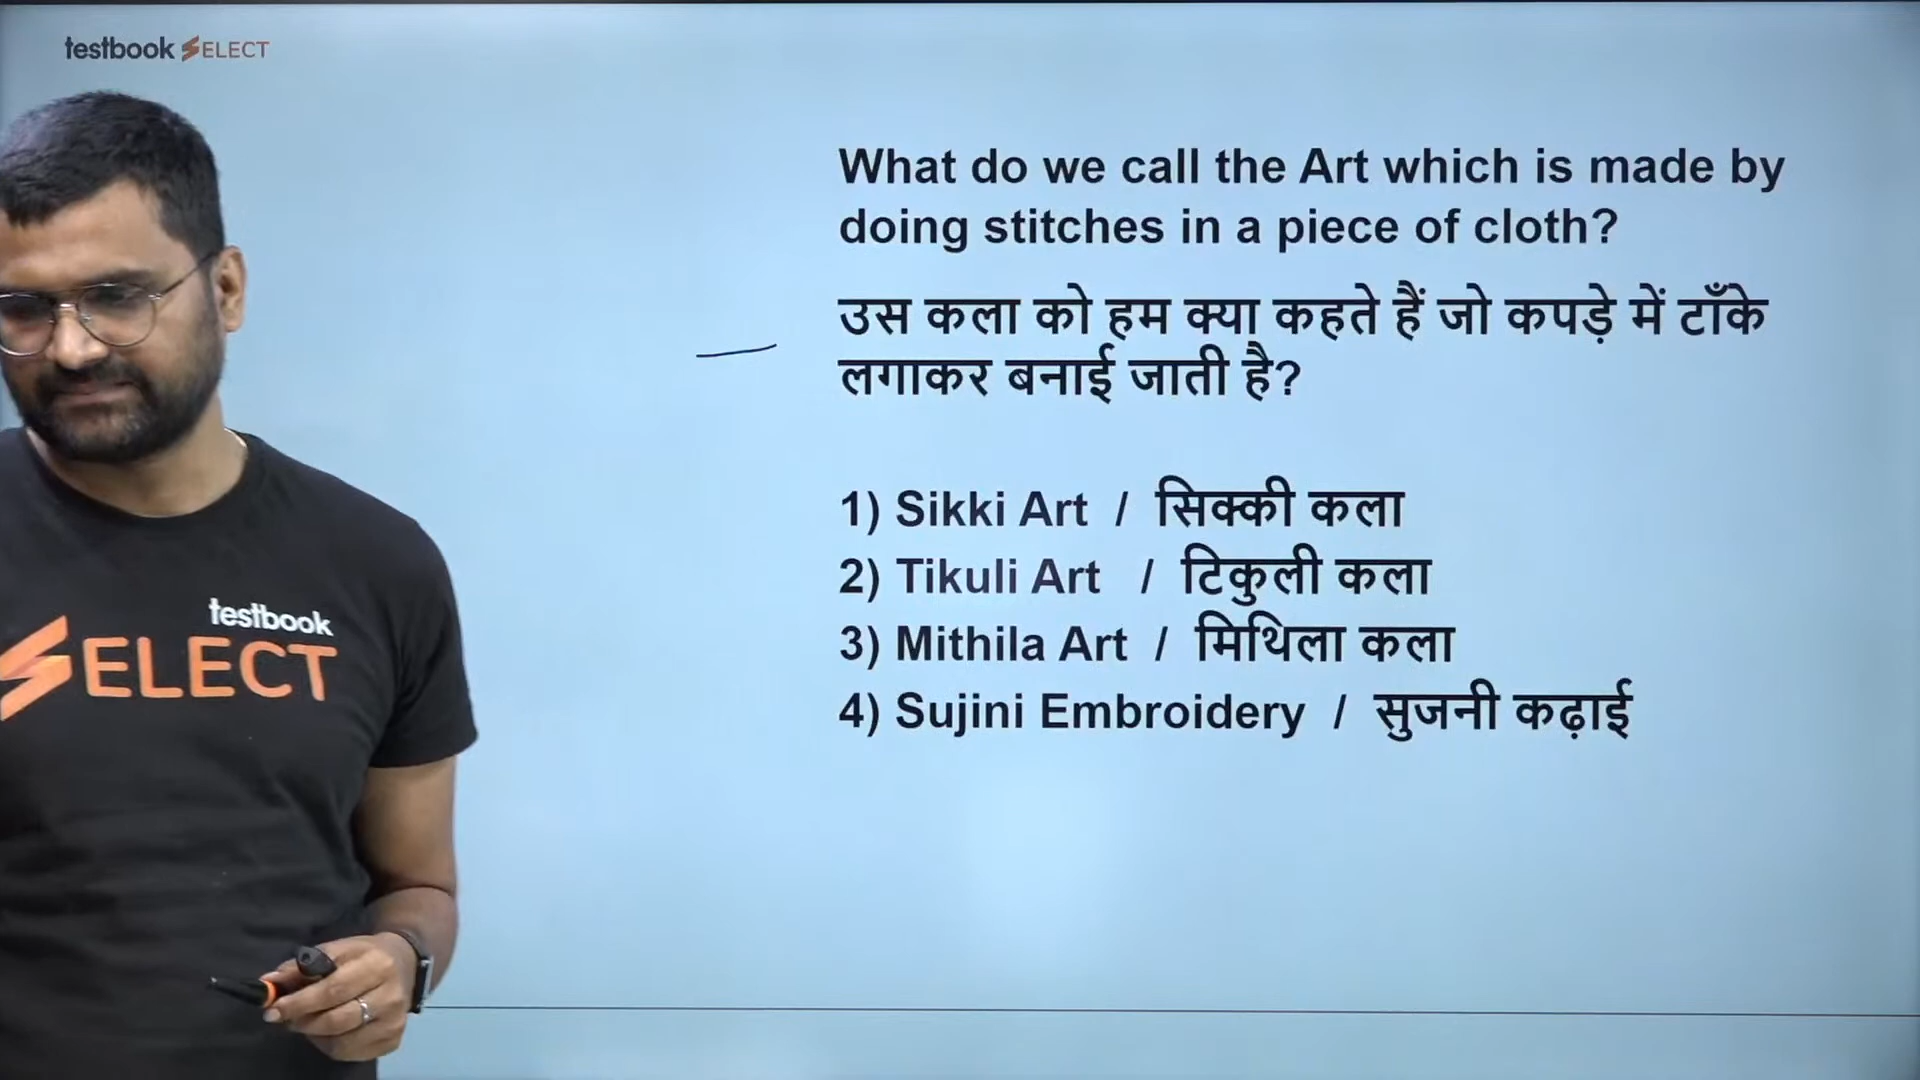 testbook SELECT
What do we call the Art which is made by
doing stitches in a piece of cloth?
उस कला को हम क्या कहते हैं जो कपड़े में टाँके
लगाकर बनाई जाती है?
1) Sikki Art / सिक्की कला
2) Tikuli Art / टिकुली कला
3) Mithila Art / मिथिला कला
4) Sujini Embroidery / सुजनी कढ़ाई
testbook
SELECT